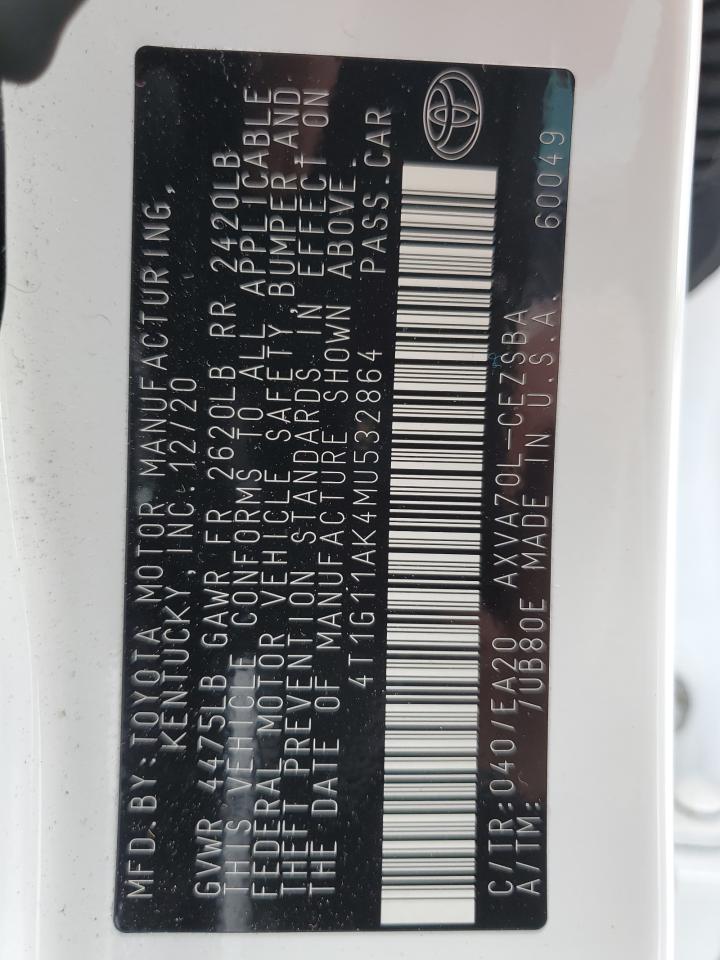 MFD.BY:TOYOTA MOTOR MANUFACTURING,
KENTUCKY,INC. 12/20
GVWR 4475LB GAWR FR 2620LB RR 2420LB
THIS VEHICLE CONFORMS TO ALL APPLICABLE
FEDERAL MOTOR VEHICLE SAFETY, BUMPER,AND
THEFT PREVENTION STANDARDS IN EFFECT ON
THE DATE OF MANUFACTURE SHOWN ABOVE.
4T1G11AK4MU532864 PASS.CAR
C/TR:040/EA20 AXVA70L-CEZSBA 60049
A/TM: /UB80E MADE IN U.S.A.